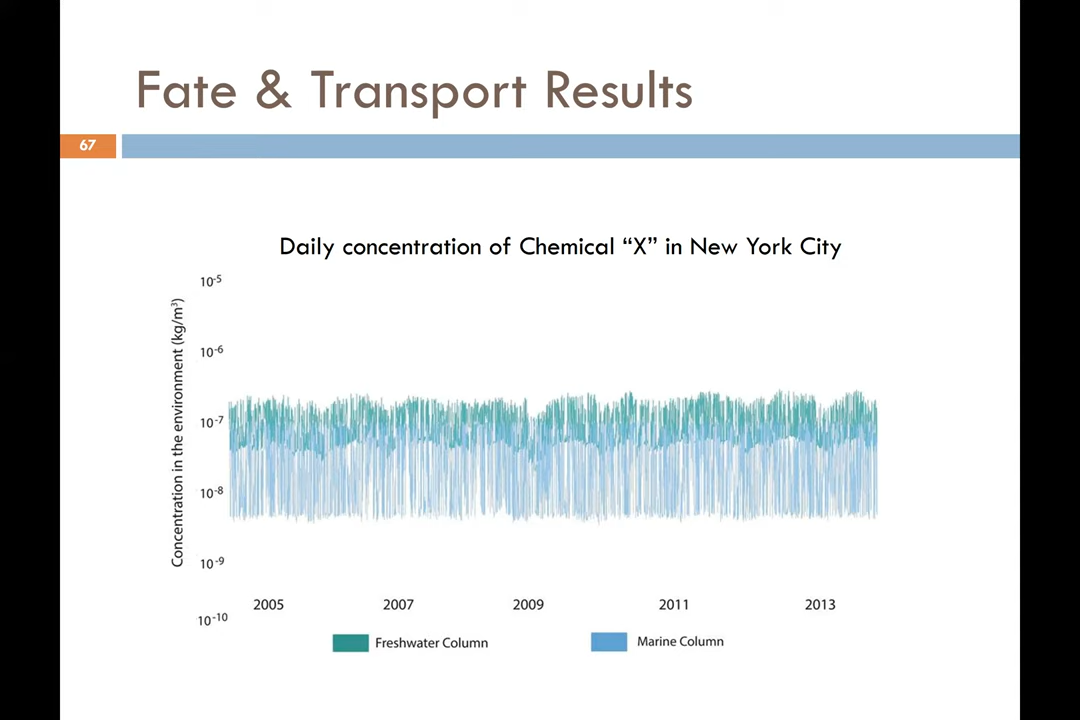 Fate & Transport Results
67
Daily concentration of Chemical “X” in New York City
Concentration in the environment (kg/m³)
10⁻⁵
10⁻⁶
10⁻⁷
10⁻⁸
10⁻⁹
10⁻¹⁰
2005 2007 2009 2011 2013
Freshwater Column Marine Column